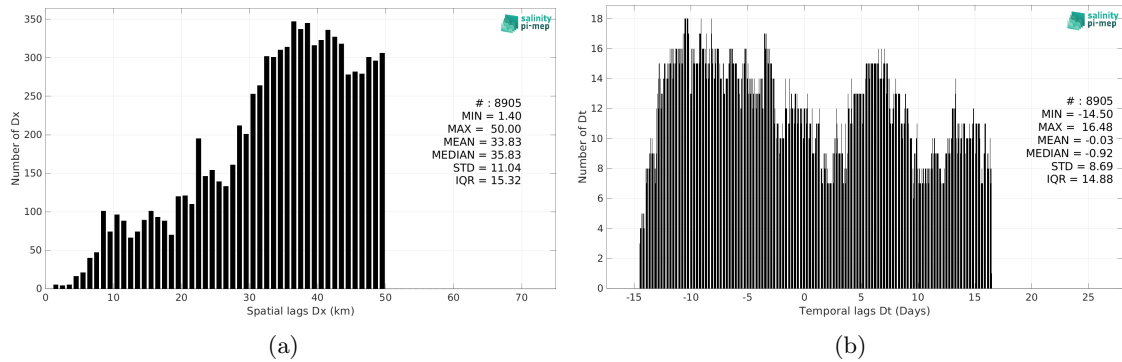 350
300
250
200
150
100
50
0
Number of Dx
0 10 20 30 40 50 60 70
Spatial lags Dx (km)
salinity
pi-mep
# : 8905
MIN = 1.40
MAX = 50.00
MEAN = 33.83
MEDIAN = 35.83
STD = 11.04
IQR = 15.32
(a)
18
16
14
12
10
8
6
4
2
0
Number of Dt
-15 -10 -5 0 5 10 15 20 25
Temporal lags Dt (Days)
salinity
pi-mep
# : 8905
MIN = -14.50
MAX = 16.48
MEAN = -0.03
MEDIAN = -0.92
STD = 8.69
IQR = 14.88
(b)